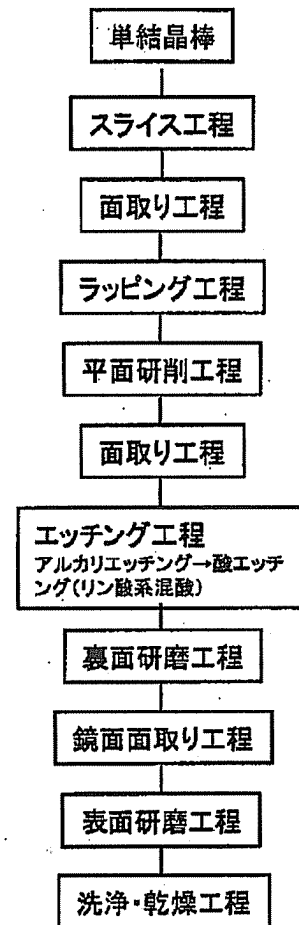 単結晶棒
スライス工程
面取り工程
ラッピング工程
平面研削工程
面取り工程
エッチング工程
アルカリエッチング→酸エッチ
ング(リン酸系混酸)
裏面研磨工程
鏡面面取り工程
表面研磨工程
洗浄・乾燥工程